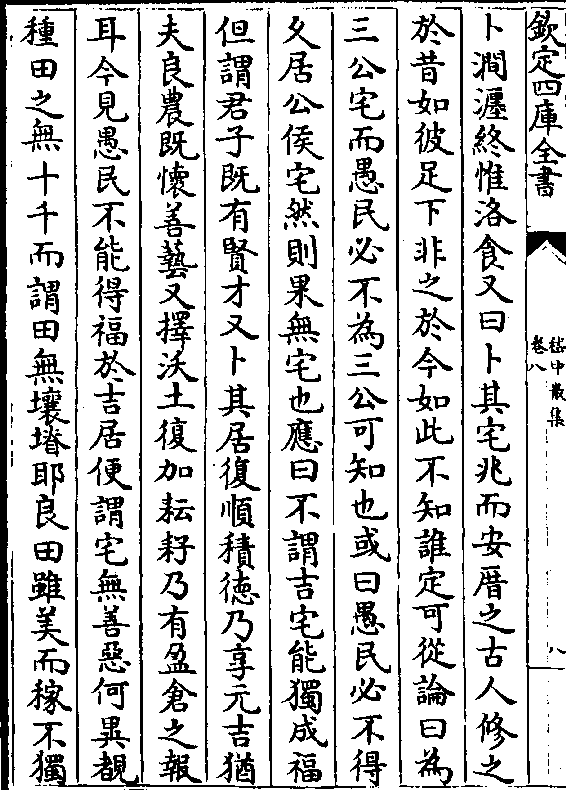 欽定四庫全書
嵇中散集
卷八
八
卜澗瀍終惟洛食又曰卜其宅兆而安厝之古人修之
於昔如彼足下非之於今如此不知誰定可從論曰為
三公宅而愚民必不為三公可知也或曰愚民必不得
久居公侯宅然則果無宅也應曰不謂吉宅能獨成福
但謂君子既有賢才又卜其居復順積徳乃享元吉猶
夫良農既懷善藝又擇沃土復加耘耔乃有盈倉之報
耳今見愚民不能得福於吉居便謂宅無善惡何異覩
種田之無十千而謂田無壤塉耶良田雖美而稼不獨